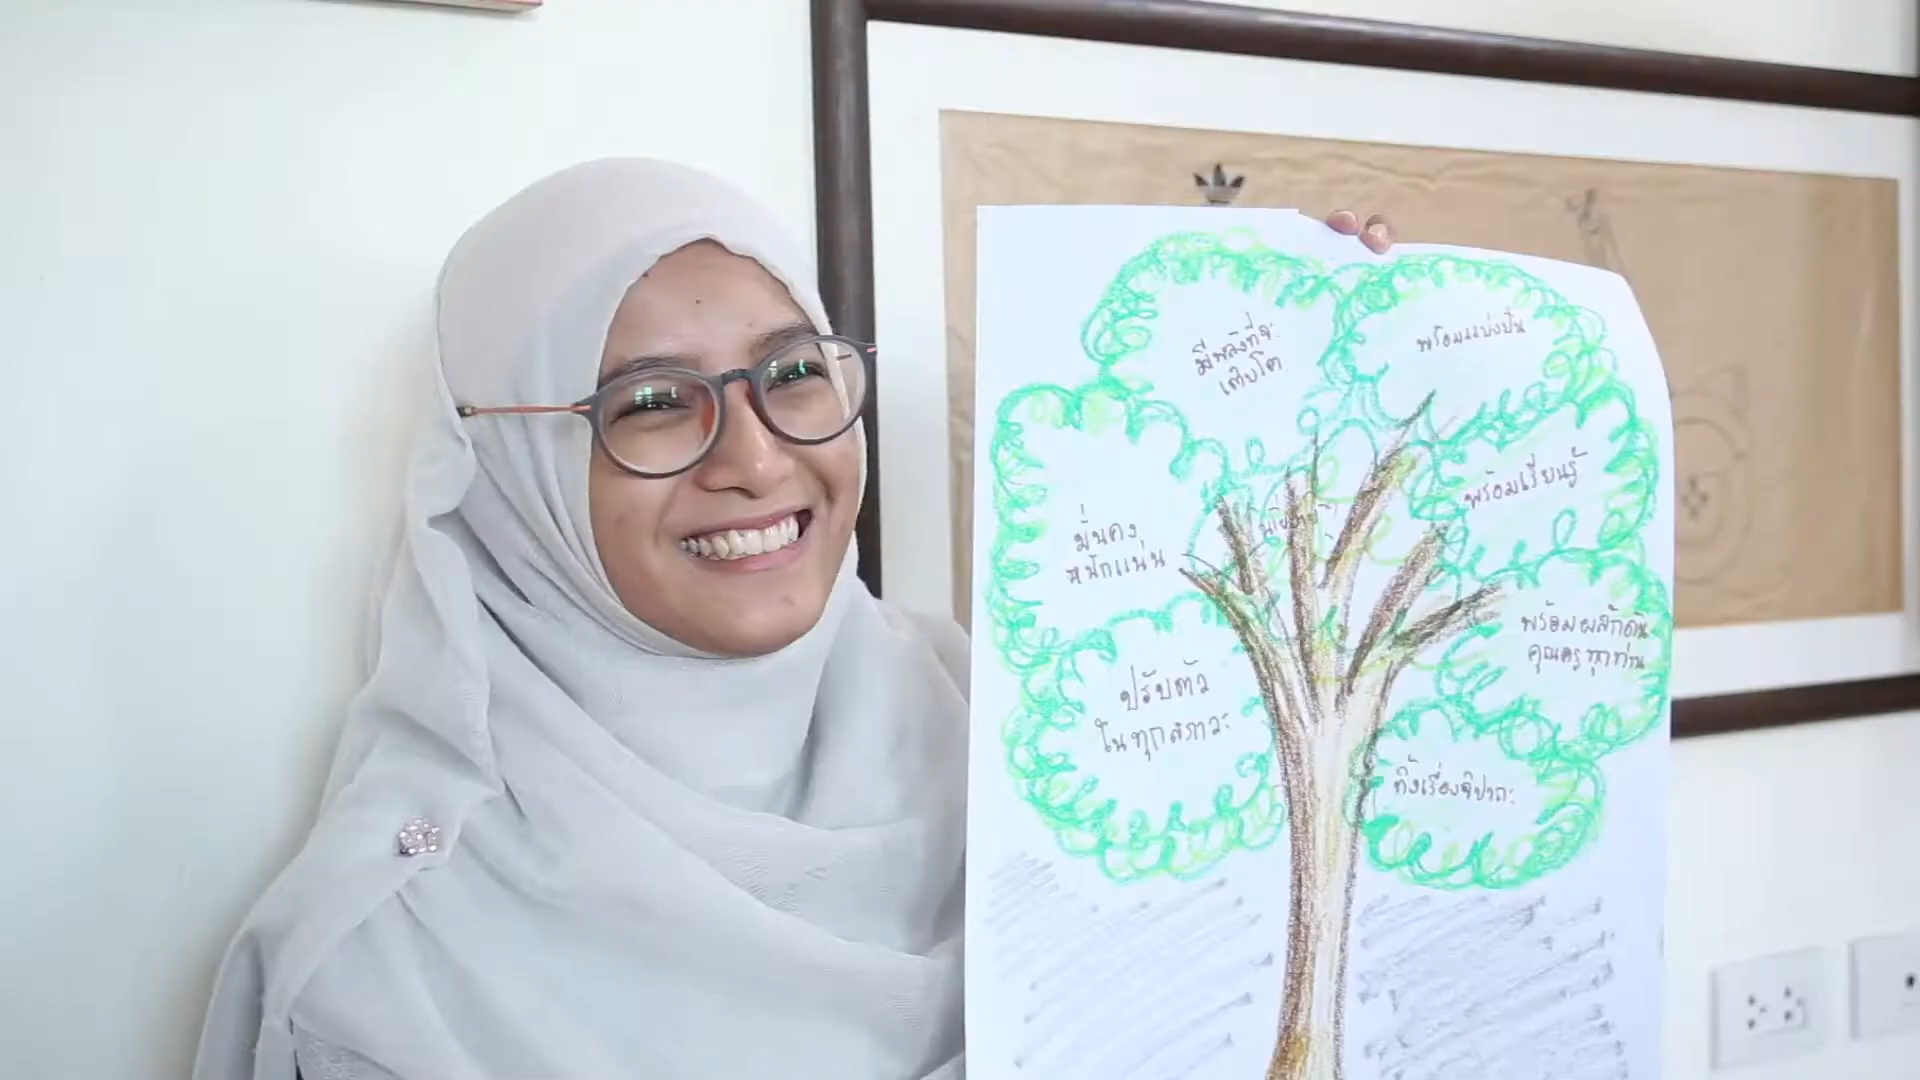 มีพลังที่จะ
เติบโต
พร้อมแบ่งปัน
มั่นคง
หนักแน่น
พร้อมเรียนรู้
ปรับตัว
ในทุกสภาวะ
พร้อมผลักดัน
คุณครูทุกท่าน
ทิ้งเรื่องจิปาถะ